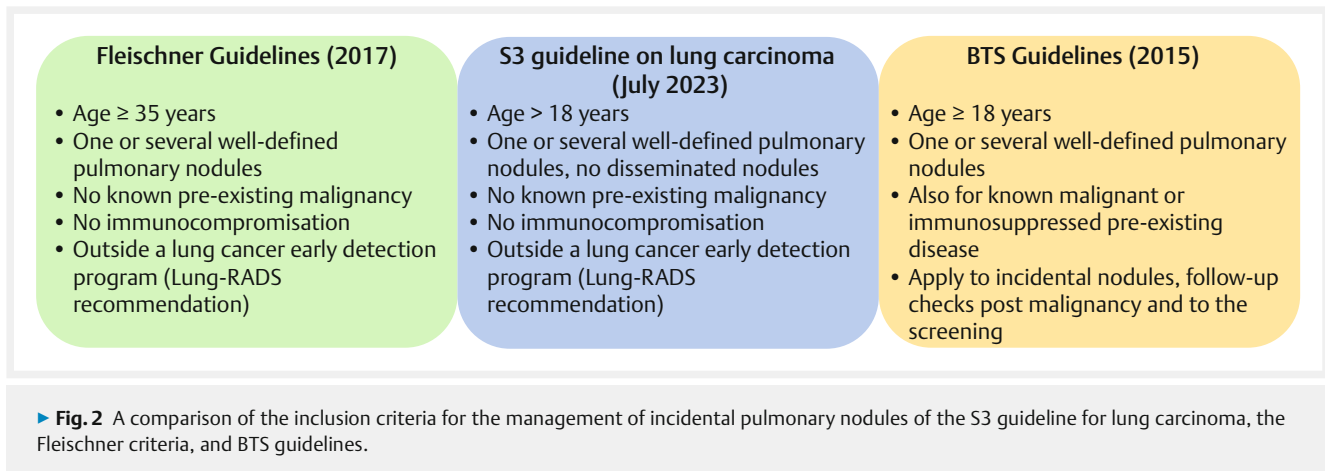 Fleischner Guidelines (2017)
• Age ≥ 35 years
• One or several well-defined
pulmonary nodules
• No known pre-existing malignancy
• No immunocompromisation
• Outside a lung cancer early detection
program (Lung-RADS
recommendation)
S3 guideline on lung carcinoma
(July 2023)
• Age > 18 years
• One or several well-defined pulmonary
nodules, no disseminated nodules
• No known pre-existing malignancy
• No immunocompromisation
• Outside a lung cancer early detection
program (Lung-RADS
recommendation)
BTS Guidelines (2015)
• Age ≥ 18 years
• One or several well-defined pulmonary
nodules
• Also for known malignant or
immunosuppressed pre-existing
disease
• Apply to incidental nodules, follow-up
checks post malignancy and to the
screening
► Fig. 2 A comparison of the inclusion criteria for the management of incidental pulmonary nodules of the S3 guideline for lung carcinoma, the
Fleischner criteria, and BTS guidelines.